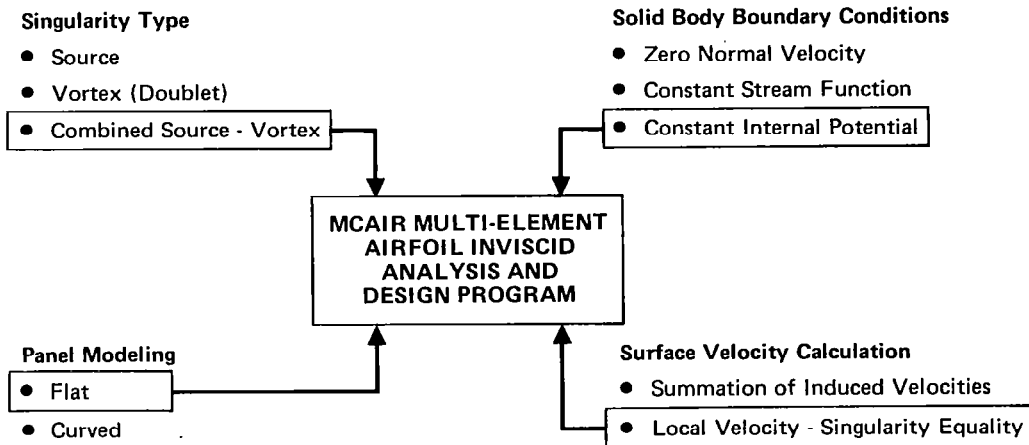 Singularity Type
● Source
● Vortex (Doublet)
● Combined Source - Vortex
Solid Body Boundary Conditions
● Zero Normal Velocity
● Constant Stream Function
● Constant Internal Potential
MCAIR MULTI-ELEMENT
AIRFOIL INVISCID
ANALYSIS AND
DESIGN PROGRAM
Panel Modeling
● Flat
● Curved
Surface Velocity Calculation
● Summation of Induced Velocities
● Local Velocity - Singularity Equality